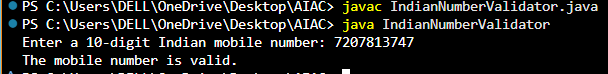 PS C:\Users\DELL\OneDrive\Desktop\AIAC> javac IndianNumberValidator.java
PS C:\Users\DELL\OneDrive\Desktop\AIAC> java IndianNumberValidator
Enter a 10-digit Indian mobile number: 7207813747
The mobile number is valid.